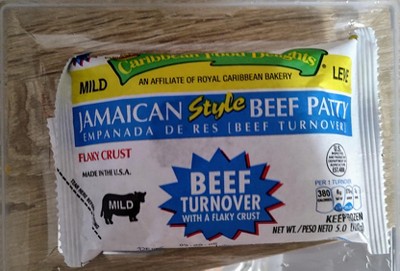 Caribbean Food Delights
MILD
AN AFFILIATE OF ROYAL CARIBBEAN BAKERY
LEVE
JAMAICAN Style BEEF PATTY
EMPANADA DE RES [BEEF TURNOVER]
FLAKY CRUST
MADE IN THE U.S.A.
MILD
BEEF
TURNOVER
WITH A FLAKY CRUST
PER 1 TURNOVER
380
KEEP FROZEN
NET WT./PESO NETO 5.0